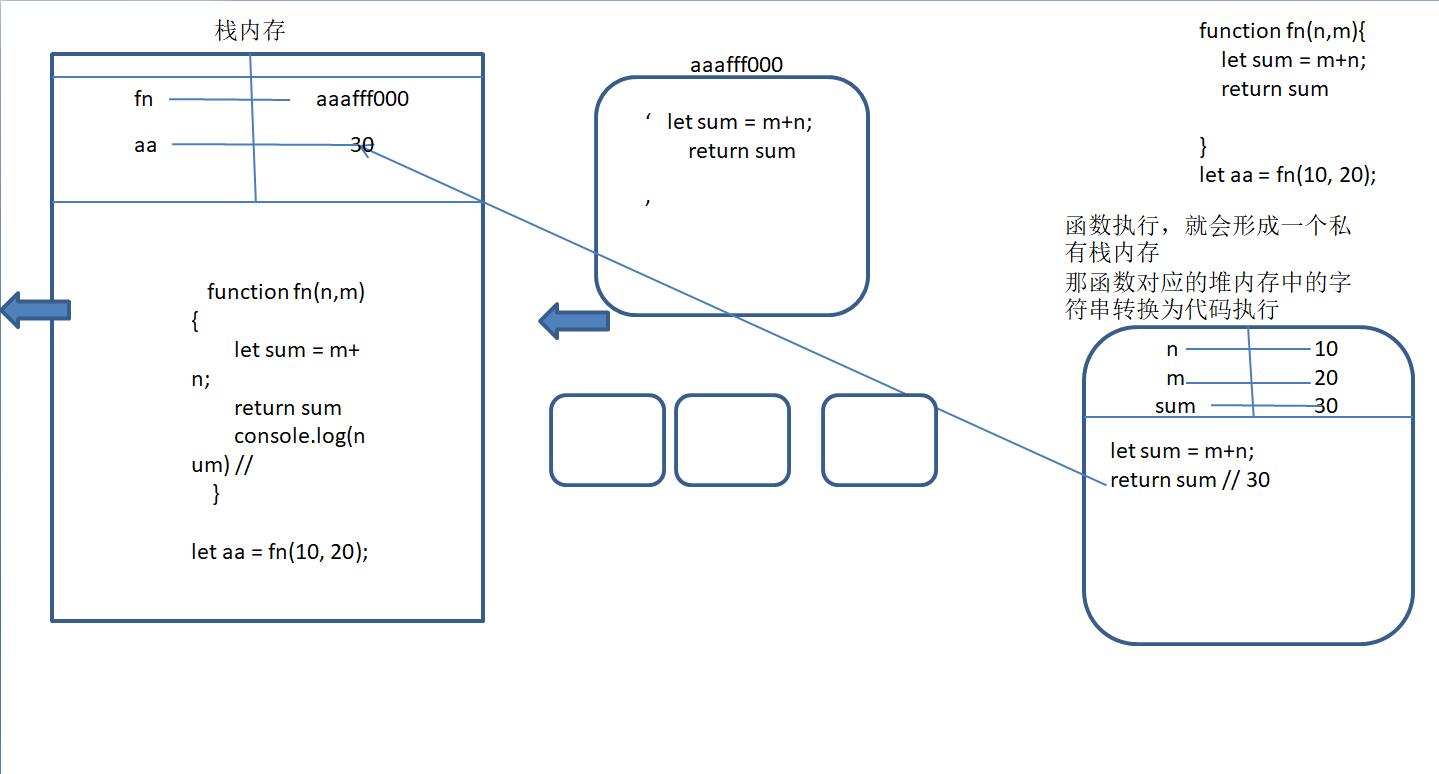 栈内存
fn
aaafff000
aa
30
function fn(n,m)
{
let sum = m+
n;
return sum
console.log(n
um) //
}
let aa = fn(10, 20);
aaafff000
‘ let sum = m+n;
return sum
’
function fn(n,m){
let sum = m+n;
return sum
}
let aa = fn(10, 20);
函数执行，就会形成一个私
有栈内存
那函数对应的堆内存中的字
符串转换为代码执行
n
10
m
20
sum
30
let sum = m+n;
return sum // 30